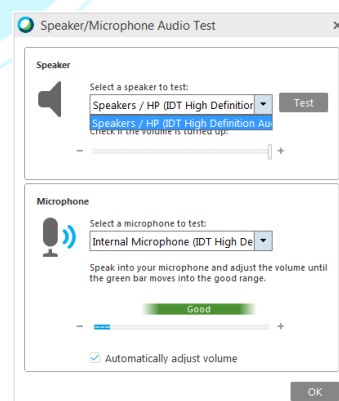 Speaker/Microphone Audio Test
Speaker
Select a speaker to test:
Speakers / HP (IDT High Definition
Test
Speakers / HP (IDT High Definition Au
Check if the volume is turned up:
- +
Microphone
Select a microphone to test:
Internal Microphone (IDT High De
Speak into your microphone and adjust the volume until
the green bar moves into the good range.
Good
- +
Automatically adjust volume
OK